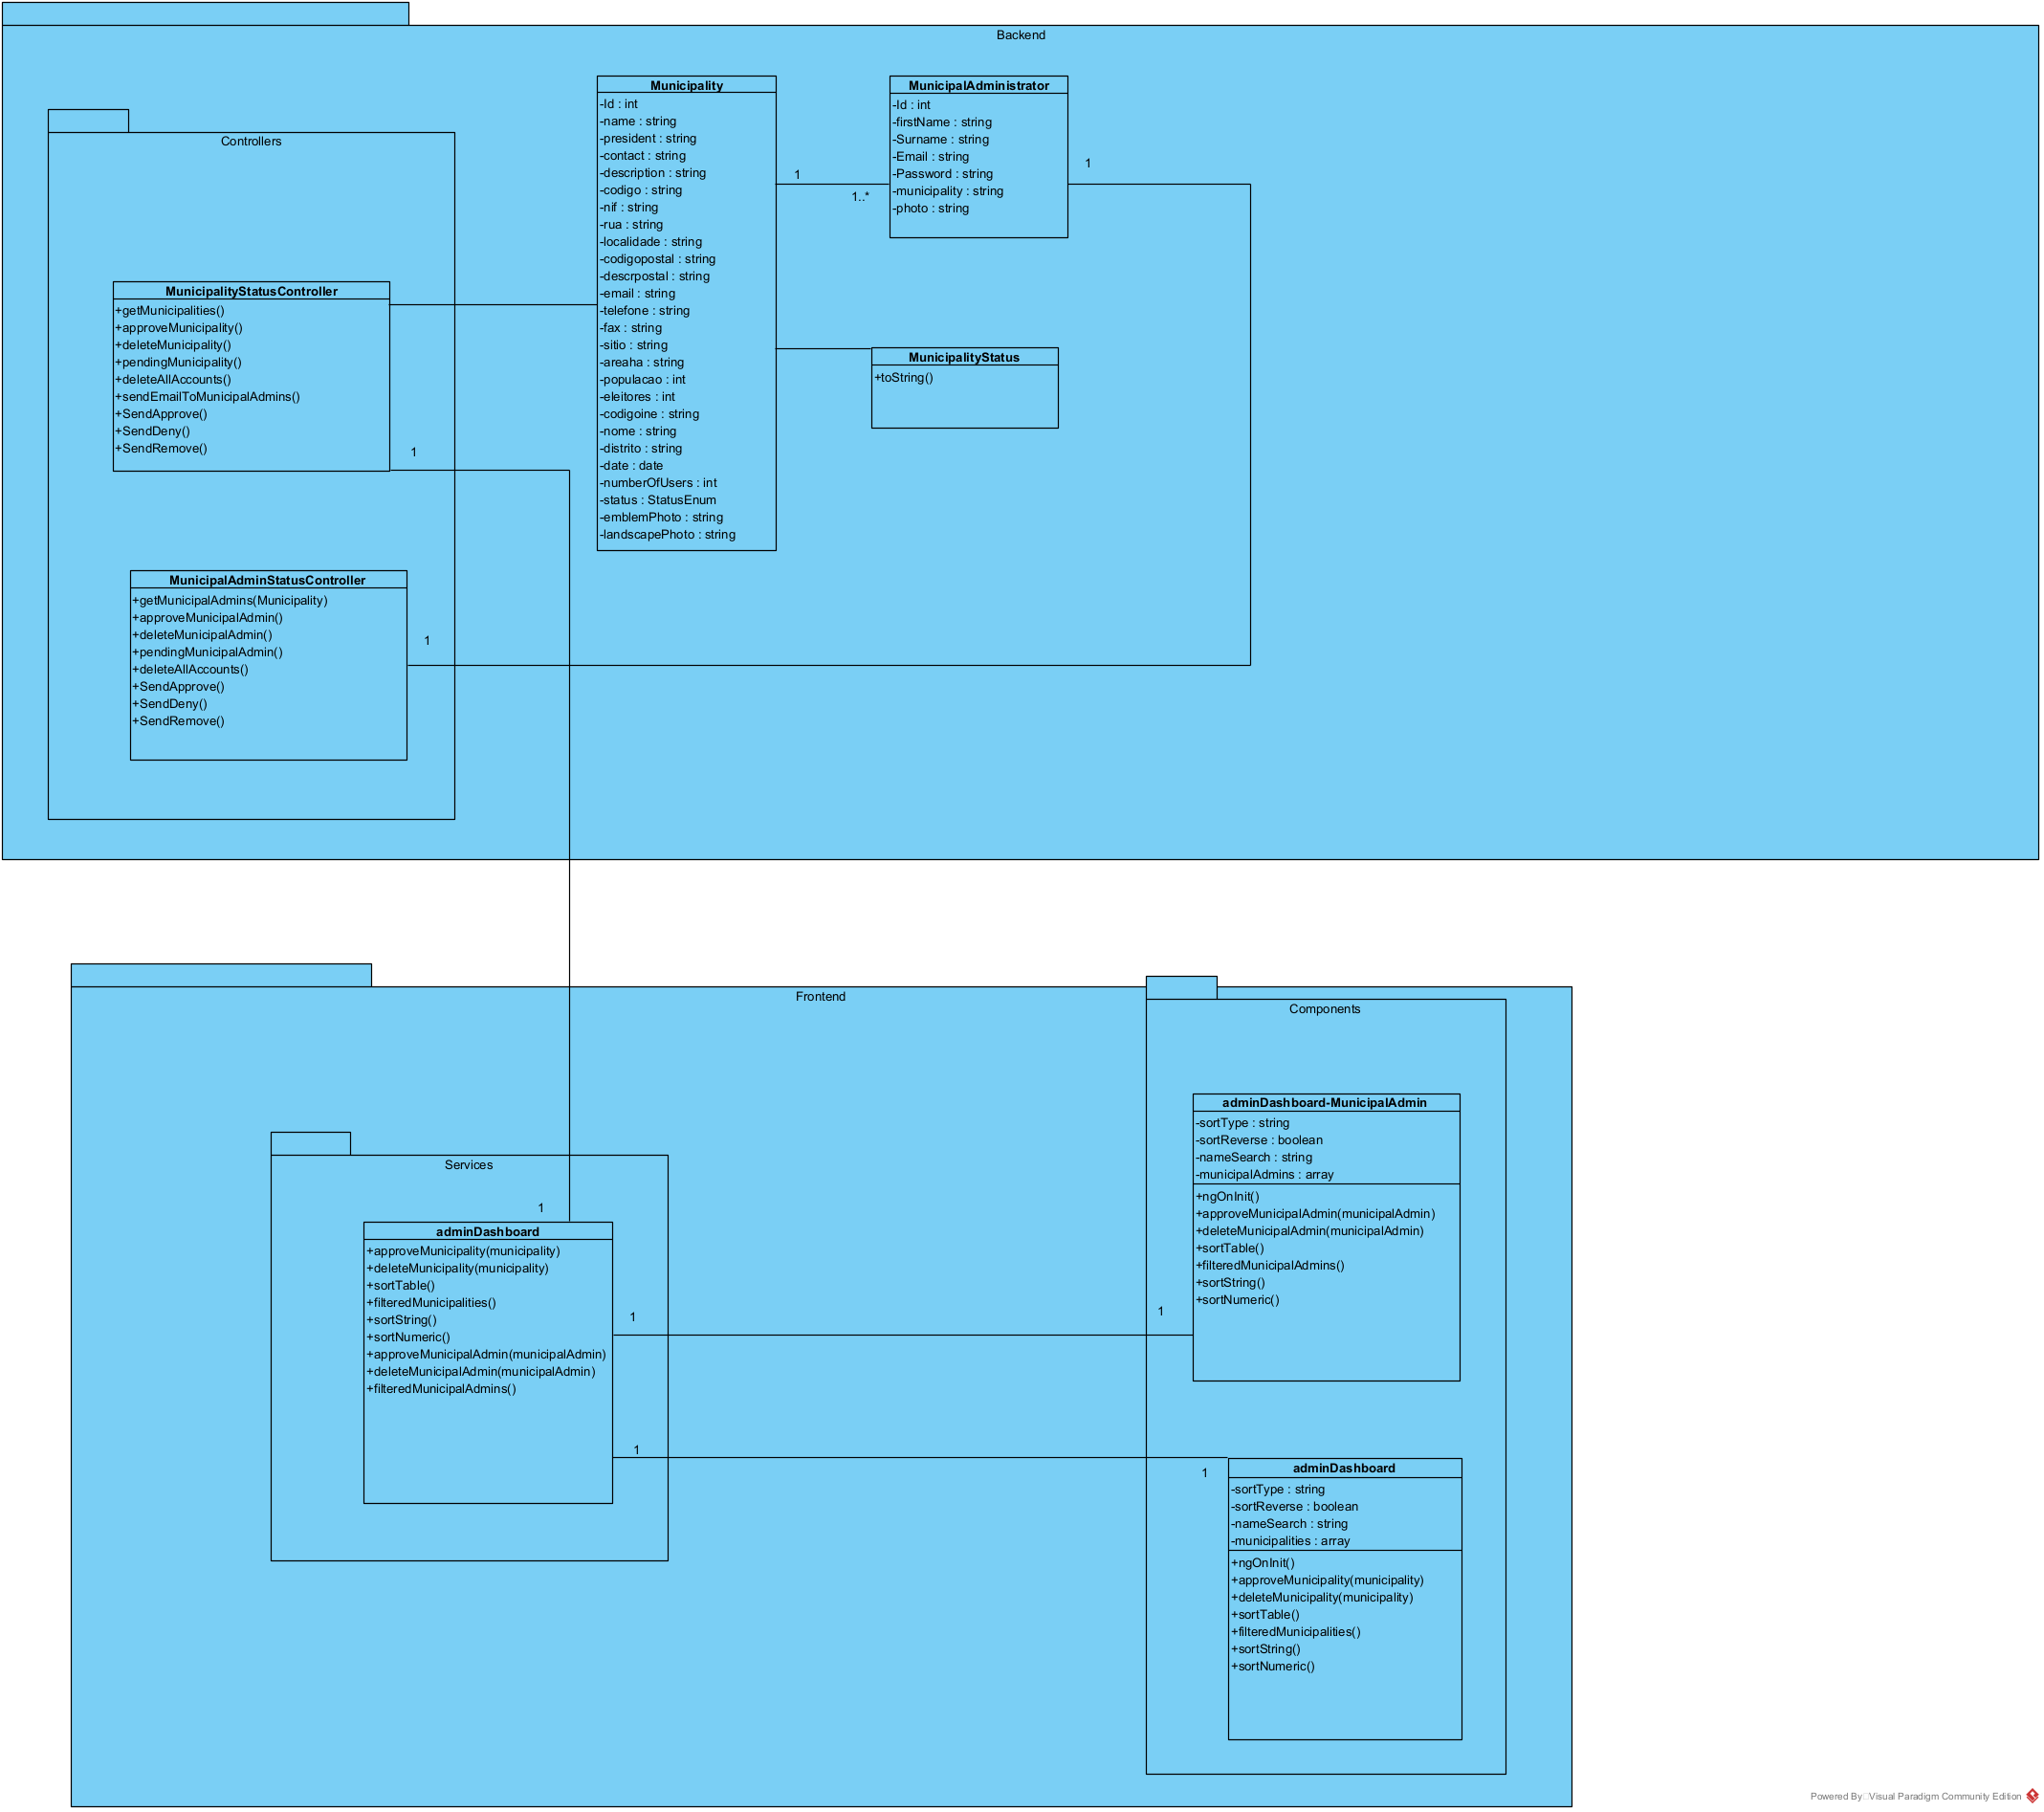 Backend
Controllers
MunicipalityStatusController
+getMunicipalities()
+approveMunicipality()
+deleteMunicipality()
+pendingMunicipality()
+deleteAllAccounts()
+sendEmailToMunicipalAdmins()
+SendApprove()
+SendDeny()
+SendRemove()
1
MunicipalAdminStatusController
+getMunicipalAdmins(Municipality)
+approveMunicipalAdmin()
+deleteMunicipalAdmin()
+pendingMunicipalAdmin()
+deleteAllAccounts()
+SendApprove()
+SendDeny()
+SendRemove()
1
Municipality
-Id : int
-name : string
-president : string
-contact : string
-description : string
-codigo : string
-nif : string
-rua : string
-localidade : string
-codigopostal : string
-descrpostal : string
-email : string
-telefone : string
-fax : string
-sitio : string
-areaha : string
-populacao : int
-eleitores : int
-codigoine : string
-nome : string
-distrito : string
-date : date
-numberOfUsers : int
-status : StatusEnum
-emblemPhoto : string
-landscapePhoto : string
1
1..*
MunicipalAdministrator
-Id : int
-firstName : string
-Surname : string
-Email : string
-Password : string
-municipality : string
-photo : string
1
MunicipalityStatus
+toString()
Frontend
Services
1
adminDashboard
+approveMunicipality(municipality)
+deleteMunicipality(municipality)
+sortTable()
+filteredMunicipalities()
+sortString()
+sortNumeric()
+approveMunicipalAdmin(municipalAdmin)
+deleteMunicipalAdmin(municipalAdmin)
+filteredMunicipalAdmins()
1
1
Components
adminDashboard-MunicipalAdmin
-sortType : string
-sortReverse : boolean
-nameSearch : string
-municipalAdmins : array
+ngOnInit()
+approveMunicipalAdmin(municipalAdmin)
+deleteMunicipalAdmin(municipalAdmin)
+sortTable()
+filteredMunicipalAdmins()
+sortString()
+sortNumeric()
1
1
adminDashboard
-sortType : string
-sortReverse : boolean
-nameSearch : string
-municipalities : array
+ngOnInit()
+approveMunicipality(municipality)
+deleteMunicipality(municipality)
+sortTable()
+filteredMunicipalities()
+sortString()
+sortNumeric()
Powered By Visual Paradigm Community Edition